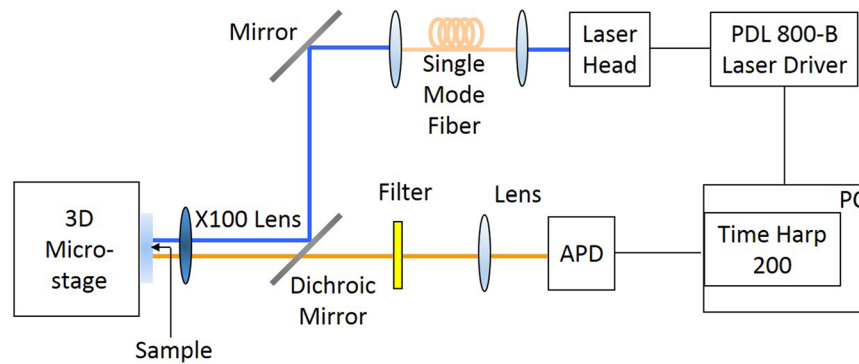 Mirror
Single
Mode
Fiber
Laser
Head
PDL 800-B
Laser Driver
3D
Micro-
stage
X100 Lens
Filter
Lens
APD
Time Harp
200
Dichroic
Mirror
Sample